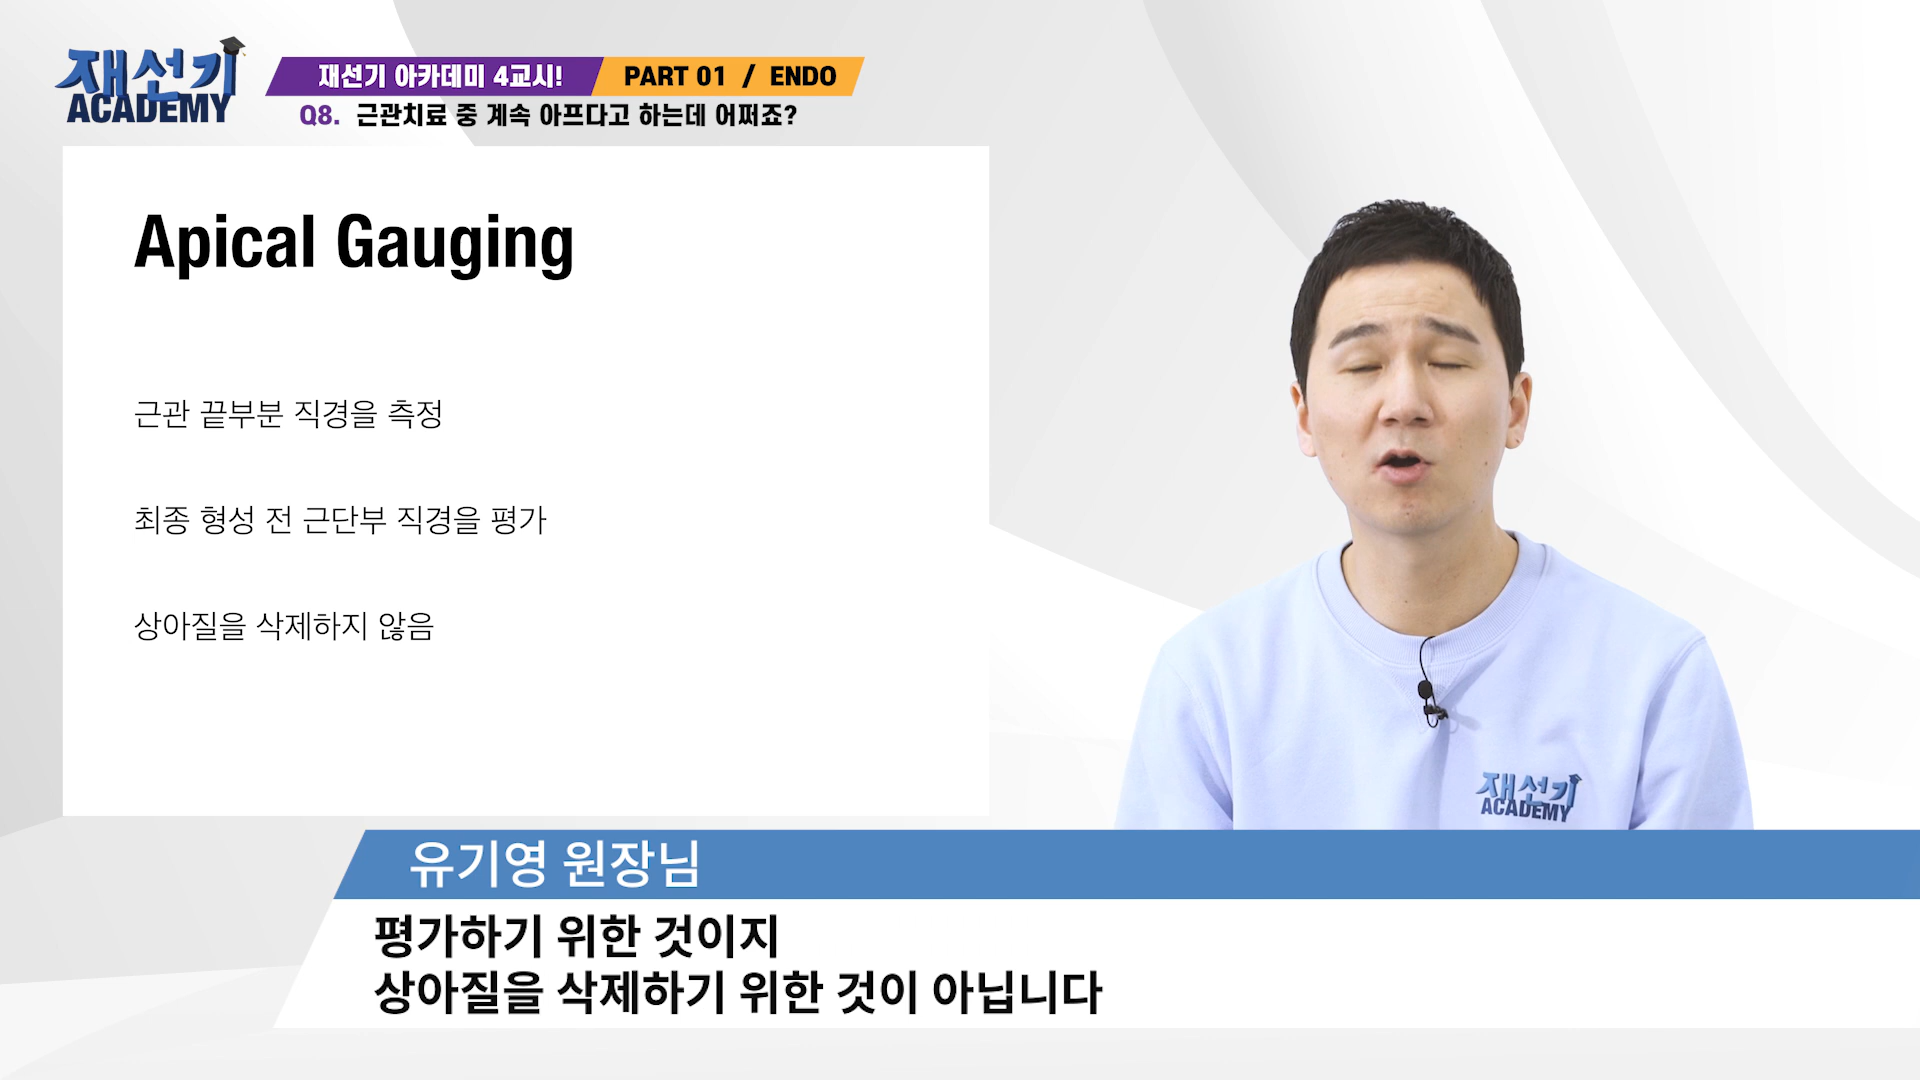 재선기
ACADEMY
재선기 아카데미 4교시!
PART 01 / ENDO
Q8. 근관치료 중 계속 아프다고 하는데 어쩌죠?
Apical Gauging
근관 끝부분 직경을 측정
최종 형성 전 근단부 직경을 평가
상아질을 삭제하지 않음
재선기
ACADEMY
유기영 원장님
평가하기 위한 것이지
상아질을 삭제하기 위한 것이 아닙니다